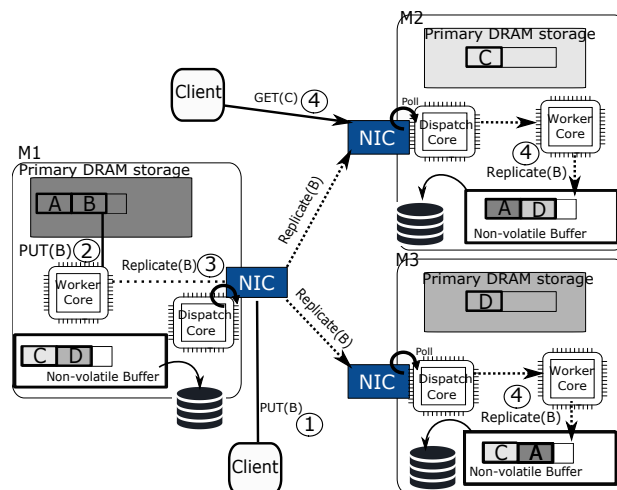 M2
Primary DRAM storage
C
Client
GET(C) 4
Poll
NIC
Dispatch
Core
Worker
Core
4
Replicate(B)
A D
Non-volatile Buffer
M1
Primary DRAM storage
A B
PUT(B) 2
Worker
Core
Replicate(B) 3
NIC
Dispatch
Core
C D
Non-volatile Buffer
Replicate(B)
Replicate(B)
PUT(B) 1
Client
M3
Primary DRAM storage
D
Poll
NIC
Dispatch
Core
Worker
Core
4
Replicate(B)
C A
Non-volatile Buffer